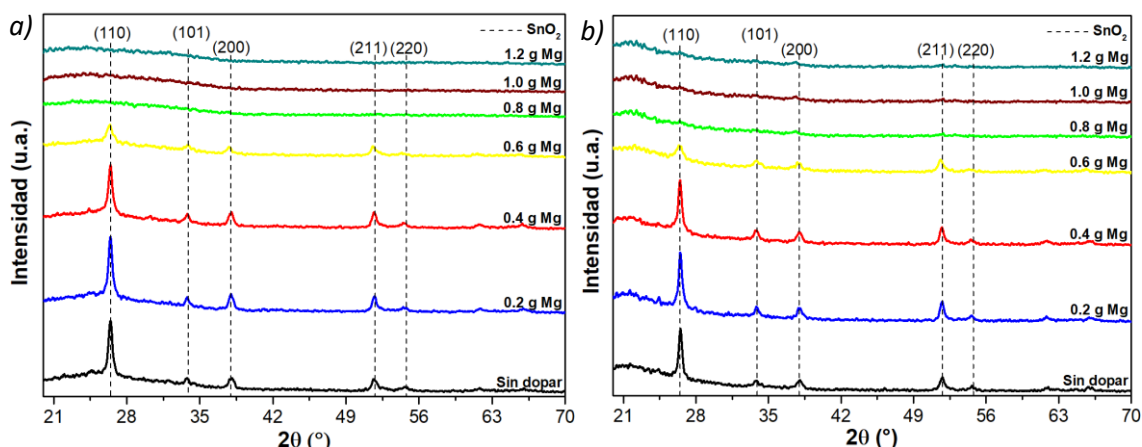 a)
SnO₂
(110) (101) (200) (211) (220)
1.2 g Mg
1.0 g Mg
0.8 g Mg
0.6 g Mg
0.4 g Mg
0.2 g Mg
Sin dopar
Intensidad (u.a.)
21 28 35 42 49 56 63 70
2θ (°)
b)
SnO₂
(110) (101) (200) (211) (220)
1.2 g Mg
1.0 g Mg
0.8 g Mg
0.6 g Mg
0.4 g Mg
0.2 g Mg
Sin dopar
Intensidad (u.a.)
21 28 35 42 49 56 63 70
2θ (°)